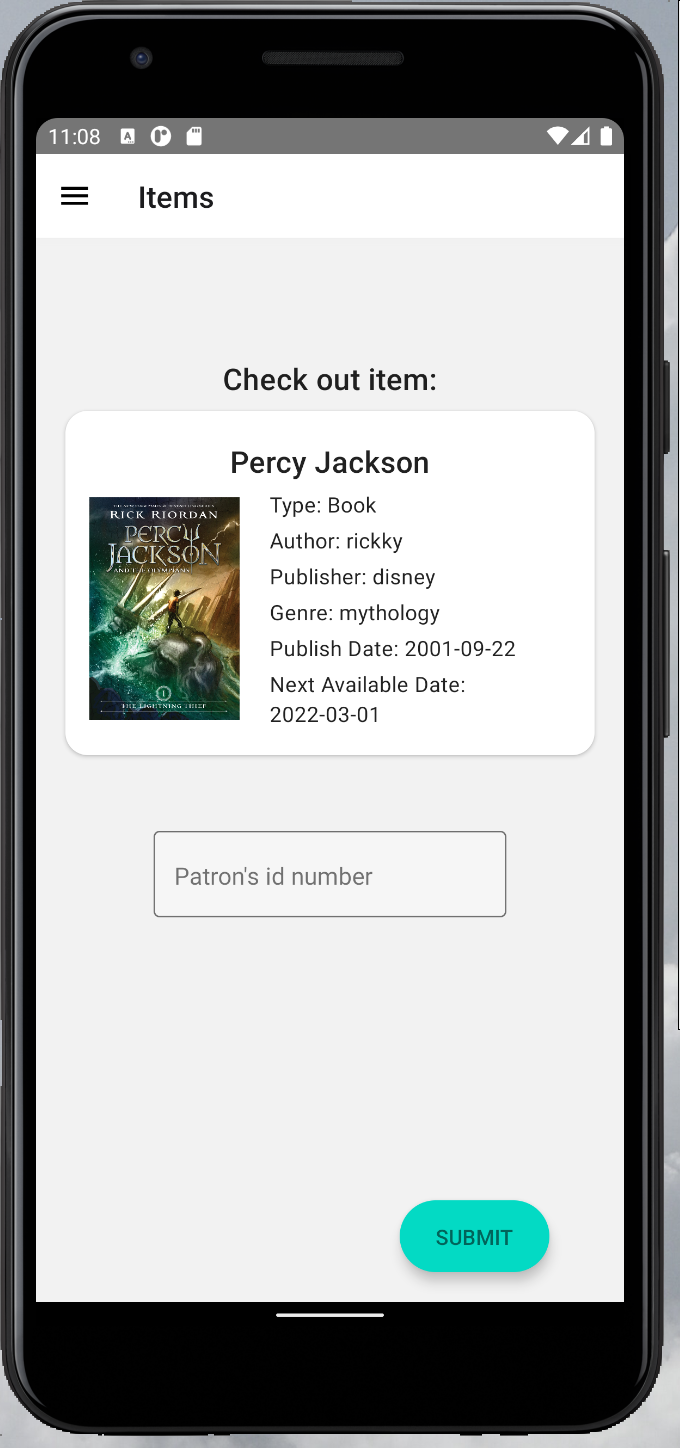 11:08
Items
Check out item:
Percy Jackson
RICK RIORDAN
PERCY
JACKSON
AND THE OLYMPIANS
1
THE LIGHTNING THIEF
Type: Book
Author: rickky
Publisher: disney
Genre: mythology
Publish Date: 2001-09-22
Next Available Date:
2022-03-01
Patron's id number
SUBMIT